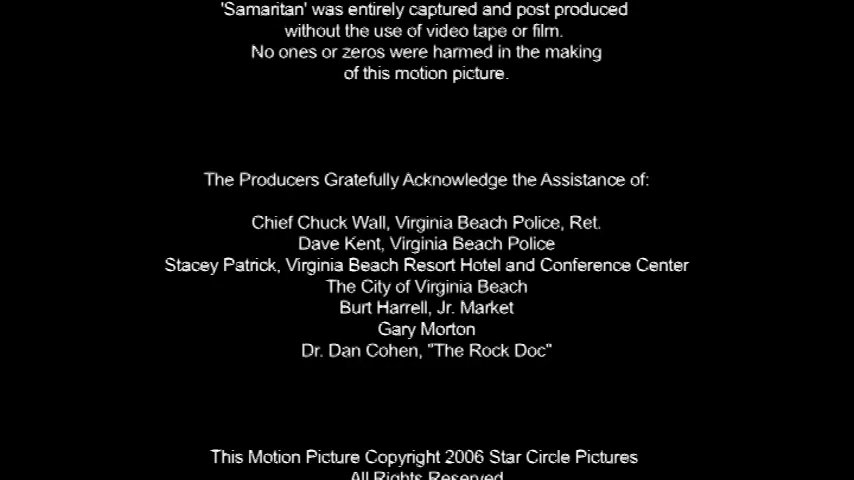 'Samaritan' was entirely captured and post produced
without the use of video tape or film.
No ones or zeros were harmed in the making
of this motion picture.
The Producers Gratefully Acknowledge the Assistance of:
Chief Chuck Wall, Virginia Beach Police, Ret.
Dave Kent, Virginia Beach Police
Stacey Patrick, Virginia Beach Resort Hotel and Conference Center
The City of Virginia Beach
Burt Harrell, Jr. Market
Gary Morton
Dr. Dan Cohen, "The Rock Doc"
This Motion Picture Copyright 2006 Star Circle Pictures
All Rights Reserved